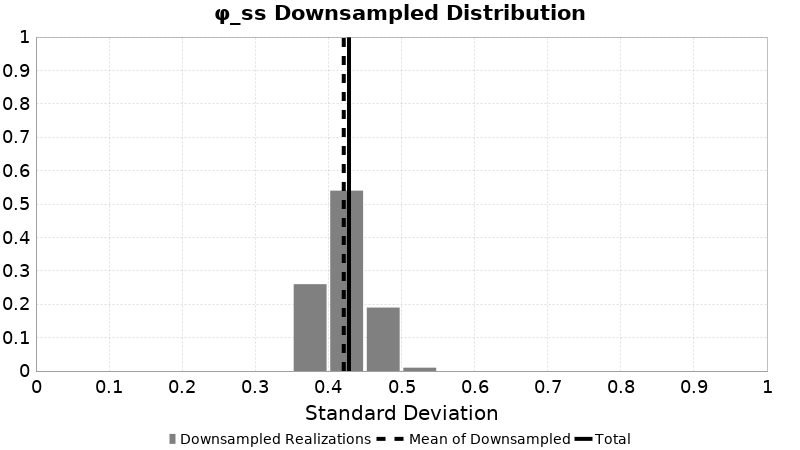 φ_ss Downsampled Distribution
1
0.9
0.8
0.7
0.6
0.5
0.4
0.3
0.2
0.1
0
0 0.1 0.2 0.3 0.4 0.5 0.6 0.7 0.8 0.9 1
Standard Deviation
Downsampled Realizations Mean of Downsampled Total